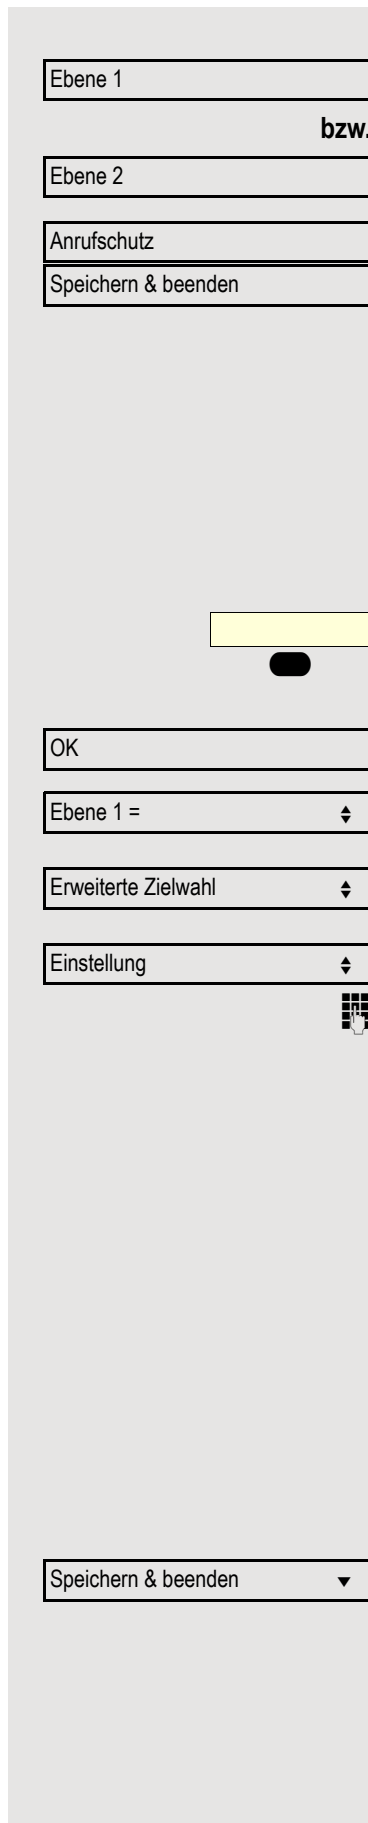 Ebene 1
bzw.
Ebene 2
Anrufschutz
Speichern & beenden
OK
Ebene 1 =
Erweiterte Zielwahl
Einstellung
Speichern & beenden